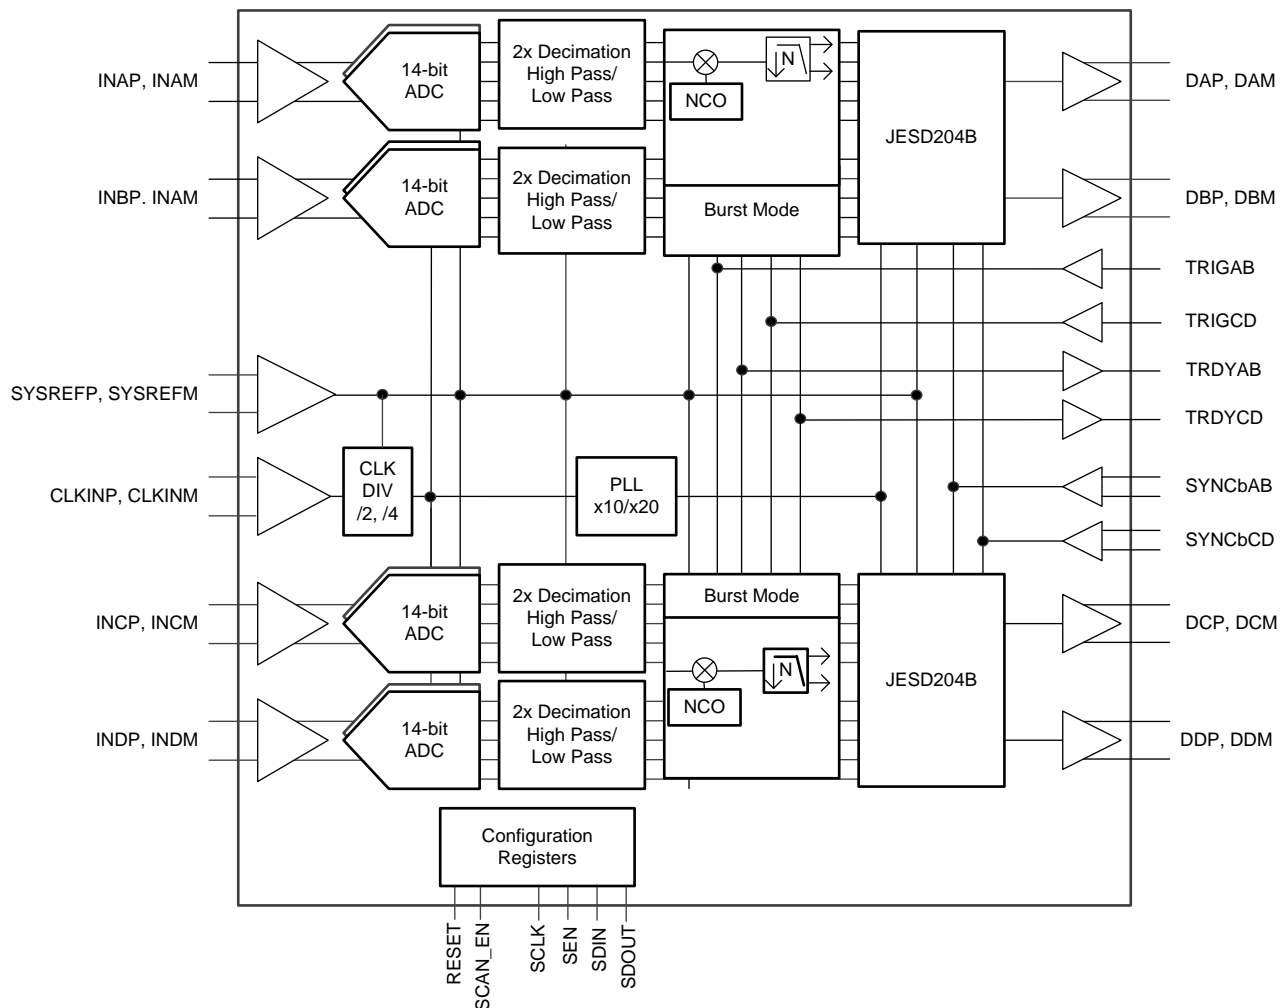 INAP, INAM
14-bit
ADC
2x Decimation
High Pass/
Low Pass
NCO
N
JESD204B
DAP, DAM
INBP. INAM
14-bit
ADC
2x Decimation
High Pass/
Low Pass
Burst Mode
DBP, DBM
TRIGAB
TRIGCD
TRDYAB
TRDYCD
SYSREFP, SYSREFM
CLKINP, CLKINM
CLK
DIV
/2, /4
PLL
x10/x20
SYNCbAB
SYNCbCD
INCP, INCM
14-bit
ADC
2x Decimation
High Pass/
Low Pass
Burst Mode
NCO
N
JESD204B
DCP, DCM
INDP, INDM
14-bit
ADC
2x Decimation
High Pass/
Low Pass
DDP, DDM
Configuration
Registers
RESET
SCAN_EN
SCLK
SEN
SDIN
SDOUT